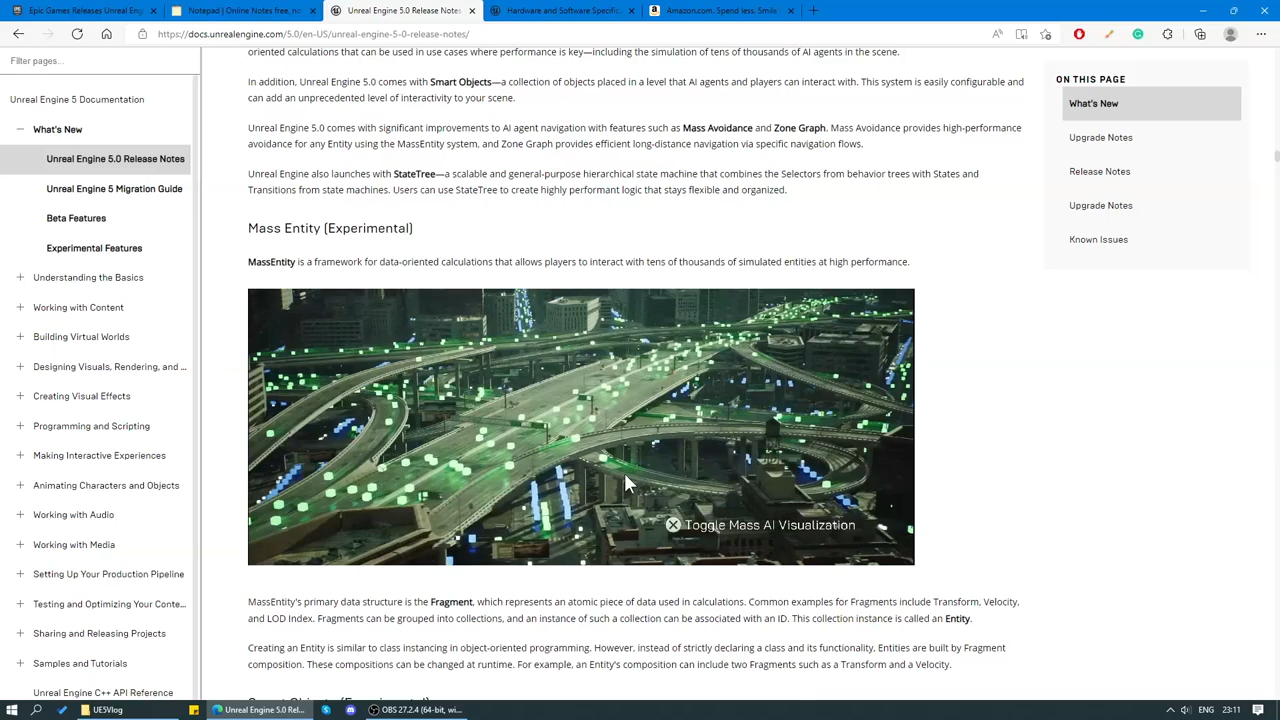 Epic Games Releases Unreal Engi
Notepad | Online Notes free, no
Unreal Engine 5.0 Release Notes
Hardware and Software Specific
Amazon.com. Spend less. Smile
https://docs.unrealengine.com/5.0/en-US/unreal-engine-5-0-release-notes/
Filter pages...
Unreal Engine 5 Documentation
What's New
Unreal Engine 5.0 Release Notes
Unreal Engine 5 Migration Guide
Beta Features
Experimental Features
Understanding the Basics
Working with Content
Building Virtual Worlds
Designing Visuals, Rendering, and ...
Creating Visual Effects
Programming and Scripting
Making Interactive Experiences
Animating Characters and Objects
Working with Audio
Working with Media
Setting Up Your Production Pipeline
Testing and Optimizing Your Conte...
Sharing and Releasing Projects
Samples and Tutorials
Unreal Engine C++ API Reference
oriented calculations that can be used in use cases where performance is key—including the simulation of tens of thousands of AI agents in the scene.
In addition, Unreal Engine 5.0 comes with Smart Objects—a collection of objects placed in a level that AI agents and players can interact with. This system is easily configurable and
can add an unprecedented level of interactivity to your scene.
Unreal Engine 5.0 comes with significant improvements to AI agent navigation with features such as Mass Avoidance and Zone Graph. Mass Avoidance provides high-performance
avoidance for any Entity using the MassEntity system, and Zone Graph provides efficient long-distance navigation via specific navigation flows.
Unreal Engine also launches with StateTree—a scalable and general-purpose hierarchical state machine that combines the Selectors from behavior trees with States and
Transitions from state machines. Users can use StateTree to create highly performant logic that stays flexible and organized.
Mass Entity (Experimental)
MassEntity is a framework for data-oriented calculations that allows players to interact with tens of thousands of simulated entities at high performance.
Toggle Mass AI Visualization
MassEntity's primary data structure is the Fragment, which represents an atomic piece of data used in calculations. Common examples for Fragments include Transform, Velocity,
and LOD Index. Fragments can be grouped into collections, and an instance of such a collection can be associated with an ID. This collection instance is called an Entity.
Creating an Entity is similar to class instancing in object-oriented programming. However, instead of strictly declaring a class and its functionality, Entities are built by Fragment
composition. These compositions can be changed at runtime. For example, an Entity's composition can include two Fragments such as a Transform and a Velocity.
Smart Objects (Experimental)
ON THIS PAGE
What's New
Upgrade Notes
Release Notes
Upgrade Notes
Known Issues
UE5Vlog
Unreal Engine 5.0 Rel...
OBS 27.2.4 (64-bit, wi...
ENG
23:11